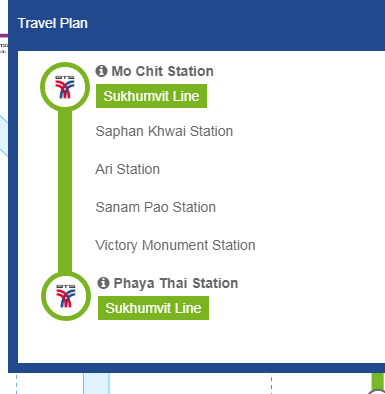 Travel Plan
Mo Chit Station
Sukhumvit Line
Saphan Khwai Station
Ari Station
Sanam Pao Station
Victory Monument Station
Phaya Thai Station
Sukhumvit Line